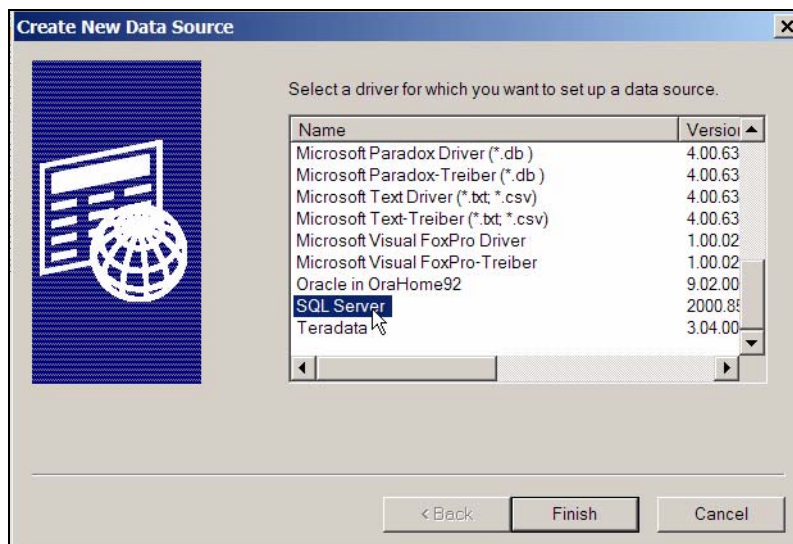 Create New Data Source
Select a driver for which you want to set up a data source.
Name Version
Microsoft Paradox Driver (*.db ) 4.00.63
Microsoft Paradox-Treiber (*.db ) 4.00.63
Microsoft Text Driver (*.txt; *.csv) 4.00.63
Microsoft Text-Treiber (*.txt; *.csv) 4.00.63
Microsoft Visual FoxPro Driver 1.00.02
Microsoft Visual FoxPro-Treiber 1.00.02
Oracle in OraHome92 9.02.00
SQL Server 2000.85
Teradata 3.04.00
< Back Finish Cancel